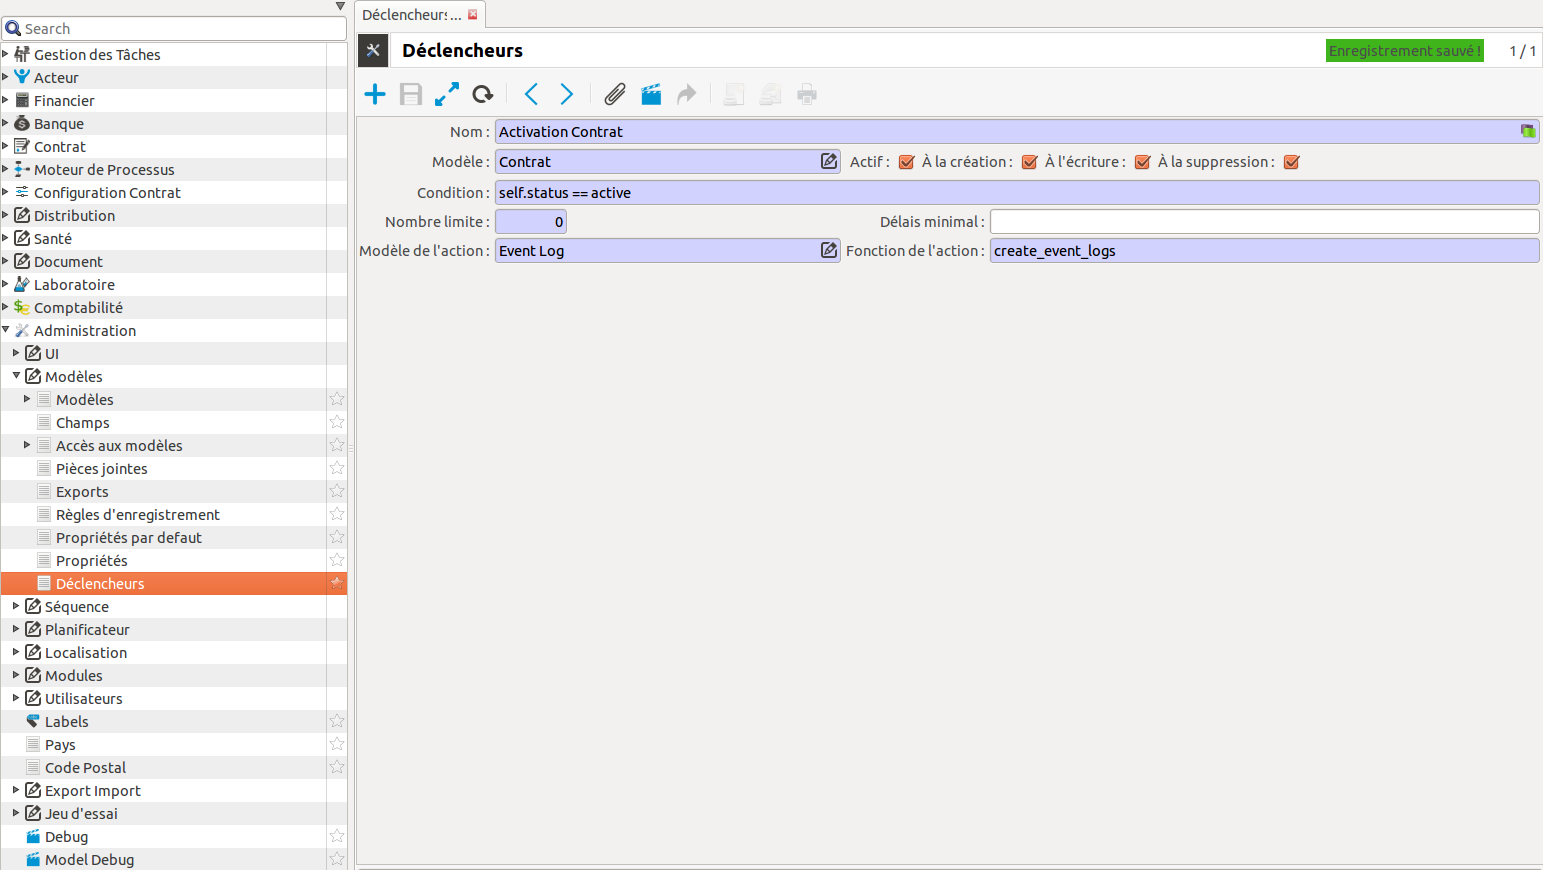 Search
Gestion des Tâches
Acteur
Financier
Banque
Contrat
Moteur de Processus
Configuration Contrat
Distribution
Santé
Document
Laboratoire
Comptabilité
Administration
UI
Modèles
Modèles
Champs
Accès aux modèles
Pièces jointes
Exports
Règles d'enregistrement
Propriétés par defaut
Propriétés
Déclencheurs
Séquence
Planificateur
Localisation
Modules
Utilisateurs
Labels
Pays
Code Postal
Export Import
Jeu d'essai
Debug
Model Debug
Déclencheurs ...
Déclencheurs
Enregistrement sauvé !
1 / 1
Nom : Activation Contrat
Modèle : Contrat Actif : À la création : À l'écriture : À la suppression :
Condition : self.status == active
Nombre limite : 0 Délais minimal :
Modèle de l'action : Event Log Fonction de l'action : create_event_logs